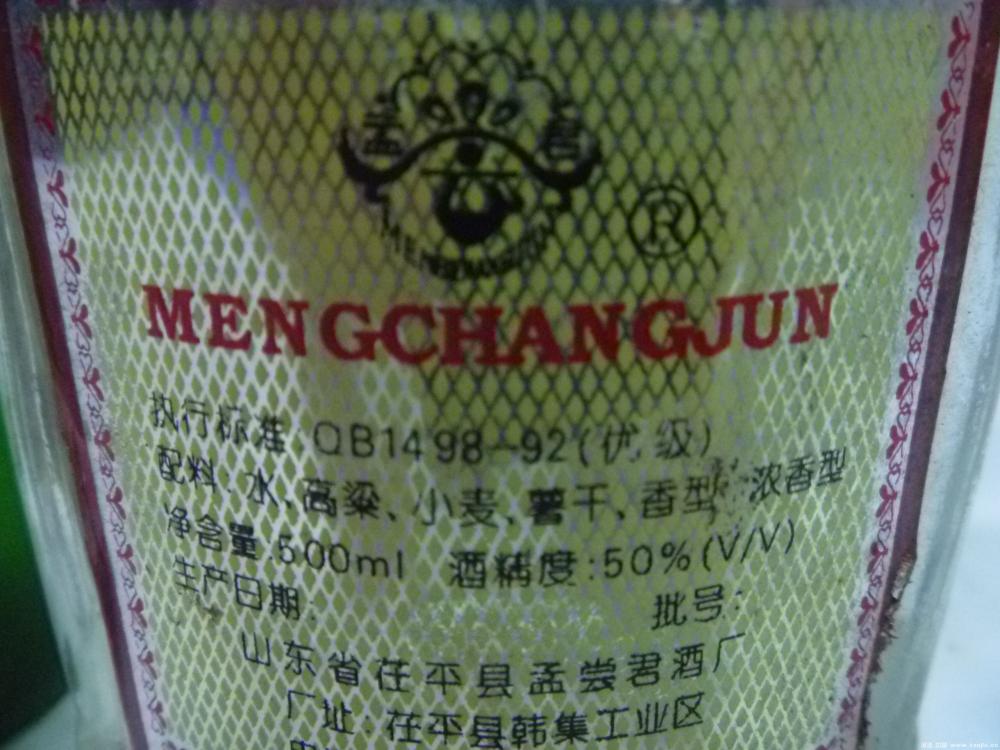 孟 君
®
MENGCHANGJUN
执行标准 QB1498-92(优级)
配料、水、高粱、小麦、薯干、香型:浓香型
净含量:500ml 酒精度:50%(V/V)
生产日期: 批号:
山东省茌平县孟尝君酒厂
厂址:茌平县韩集工业区